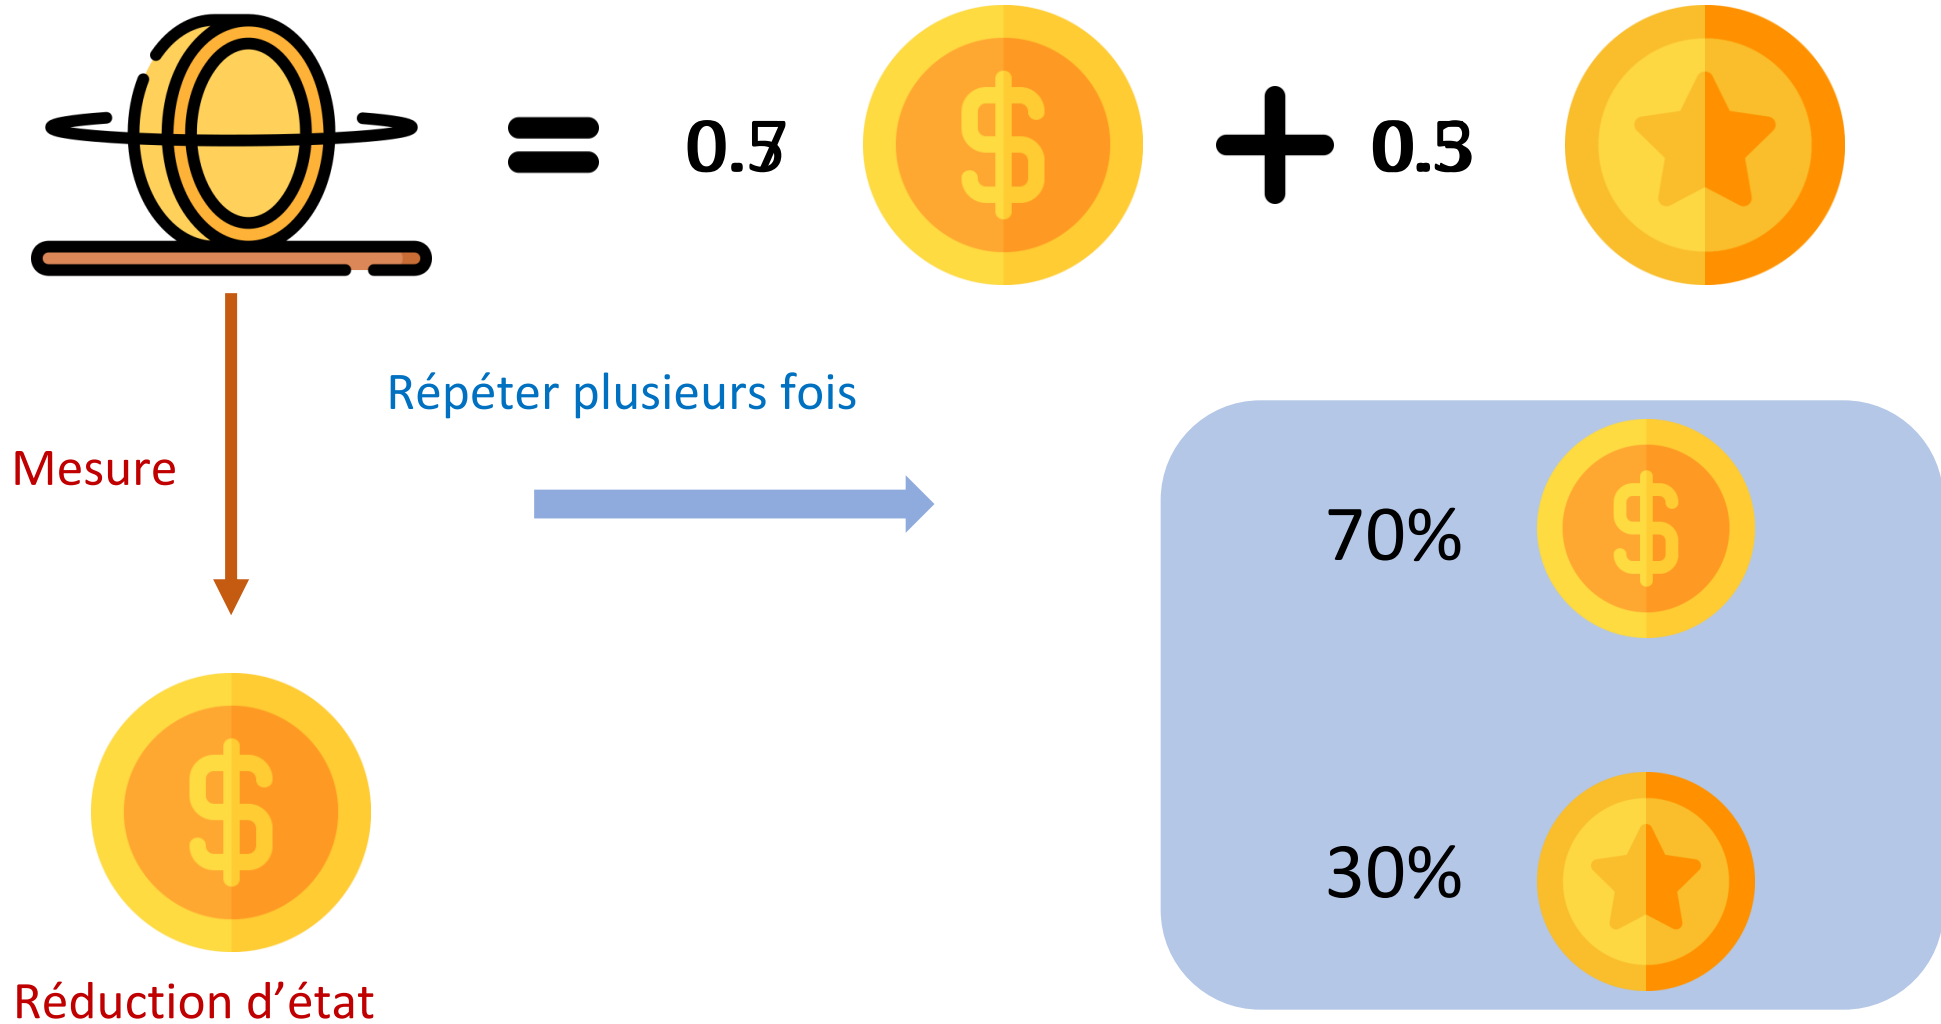 =
+
Répéter plusieurs fois
Mesure
70%
30%
Réduction d’état